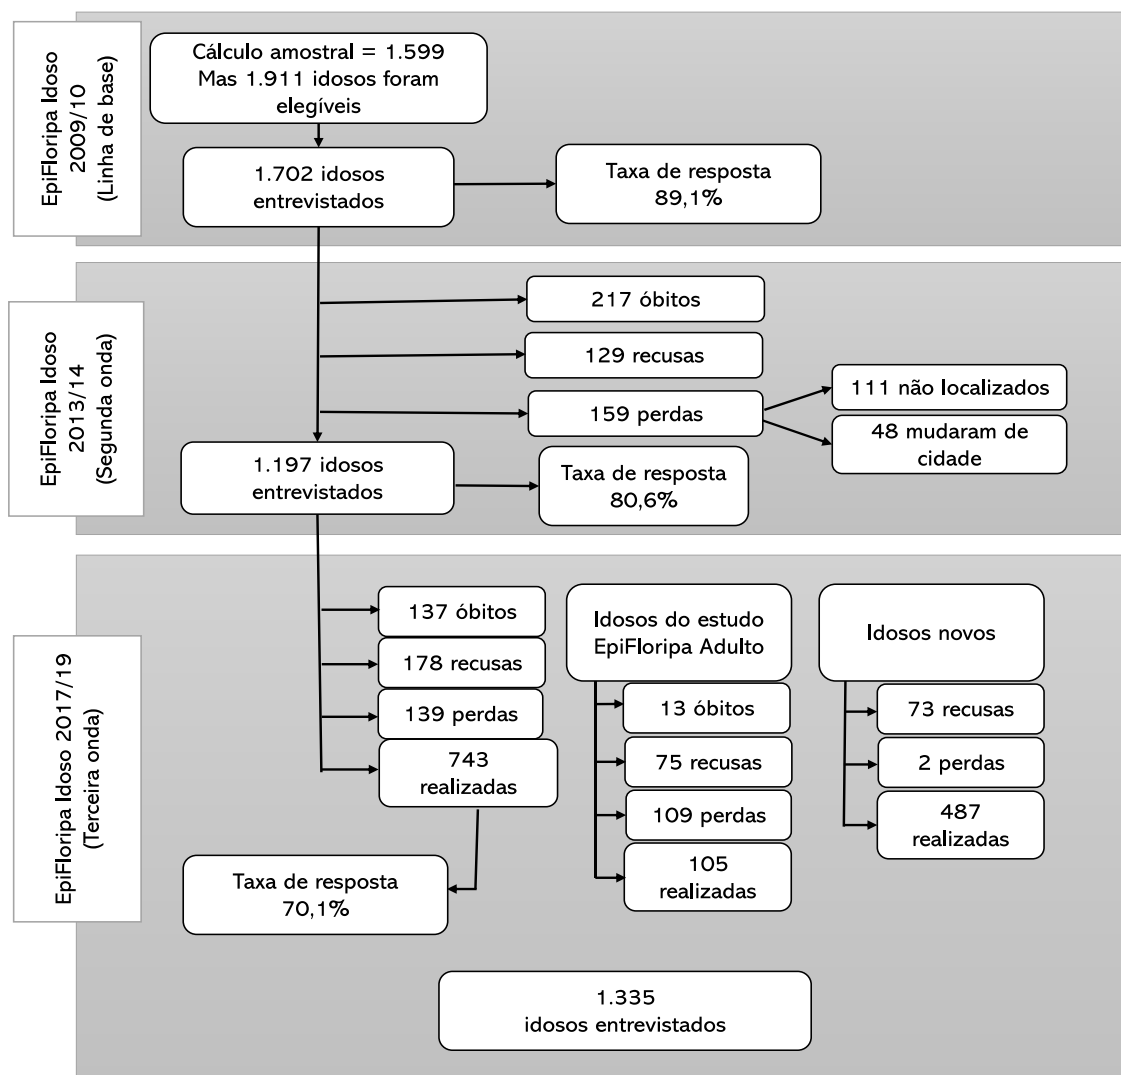 EpiFloripa Idoso
2009/10
(Linha de base)
Cálculo amostral = 1.599
Mas 1.911 idosos foram
elegíveis
1.702 idosos
entrevistados
Taxa de resposta
89,1%
EpiFloripa Idoso
2013/14
(Segunda onda)
217 óbitos
129 recusas
159 perdas
111 não localizados
48 mudaram de
cidade
1.197 idosos
entrevistados
Taxa de resposta
80,6%
EpiFloripa Idoso 2017/19
(Terceira onda)
137 óbitos
178 recusas
139 perdas
743
realizadas
Taxa de resposta
70,1%
Idosos do estudo
EpiFloripa Adulto
13 óbitos
75 recusas
109 perdas
105
realizadas
Idosos novos
73 recusas
2 perdas
487
realizadas
1.335
idosos entrevistados